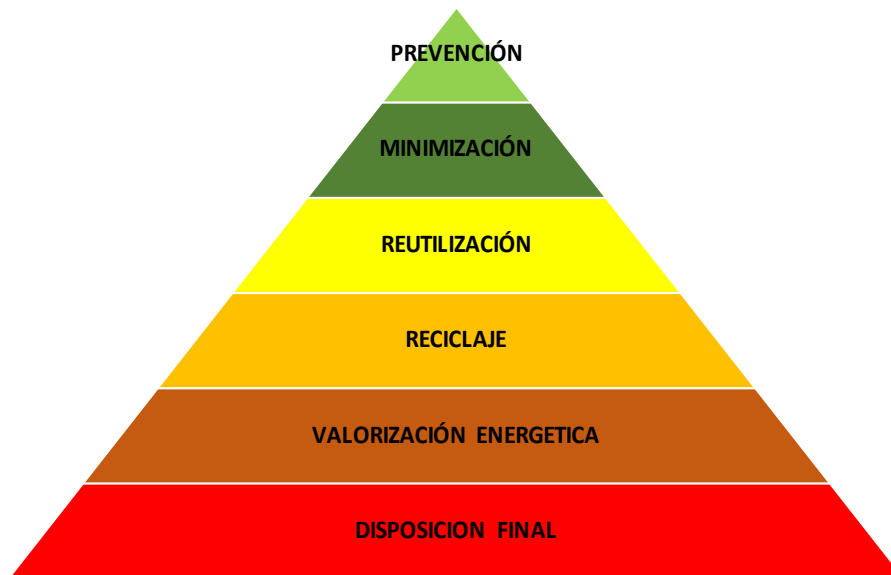 PREVENCIÓN
MINIMIZACIÓN
REUTILIZACIÓN
RECICLAJE
VALORIZACIÓN ENERGETICA
DISPOSICION FINAL